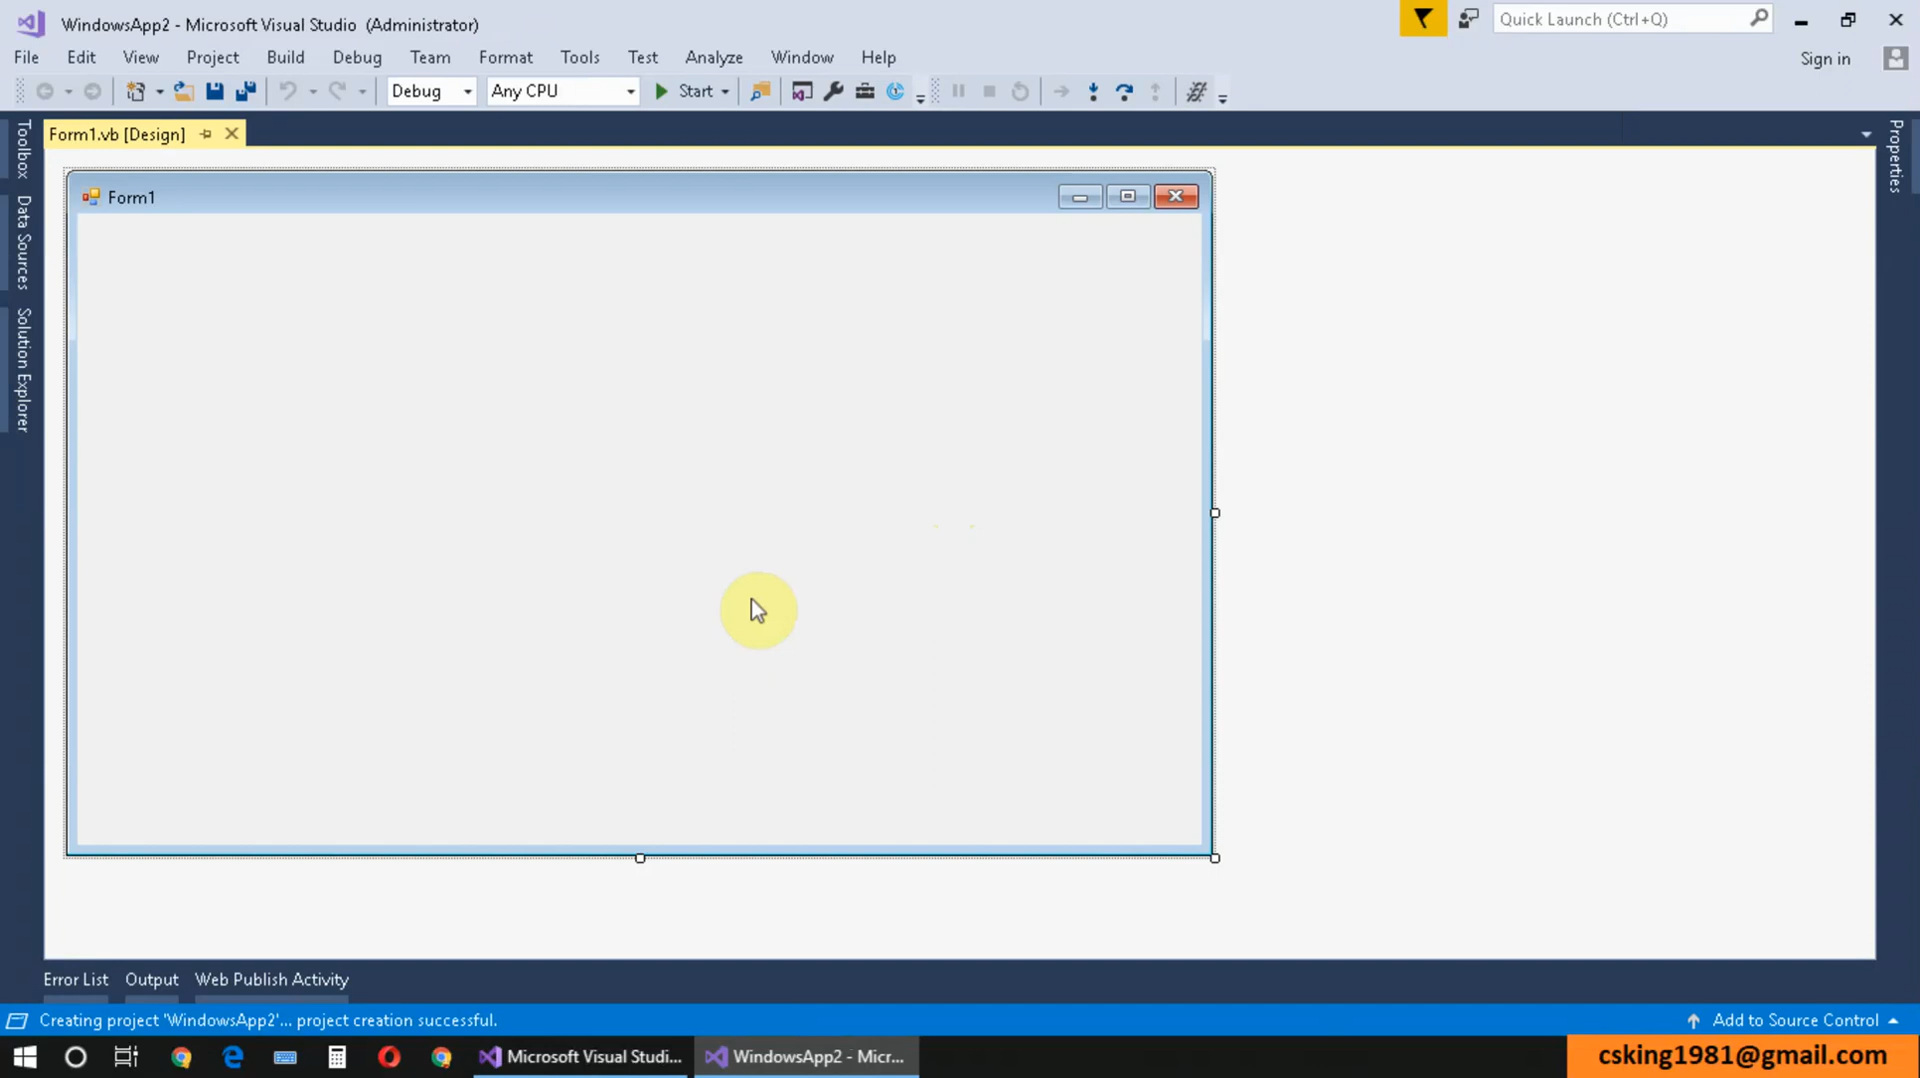 WindowsApp2 - Microsoft Visual Studio (Administrator)
Quick Launch (Ctrl+Q)
File Edit View Project Build Debug Team Format Tools Test Analyze Window Help
Sign in
Debug Any CPU Start
Form1.vb [Design]
Toolbox
Data Sources
Solution Explorer
Properties
Form1
Error List Output Web Publish Activity
Creating project 'WindowsApp2'... project creation successful.
Add to Source Control
Microsoft Visual Studi...
WindowsApp2 - Micr...
csking1981@gmail.com